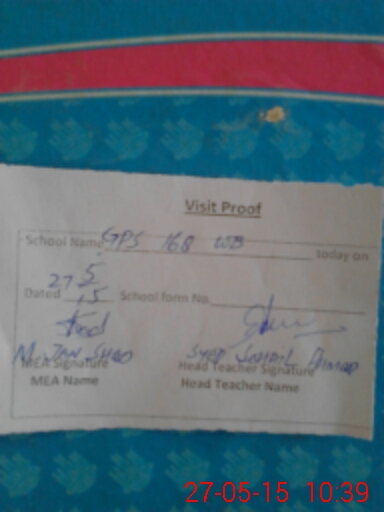 Visit Proof
School Name GPS 168 WB today on
Dated 27 5 15 School form No.
MEA Signature Head Teacher Signature
MEA Name Head Teacher Name
27-05-15 10:39